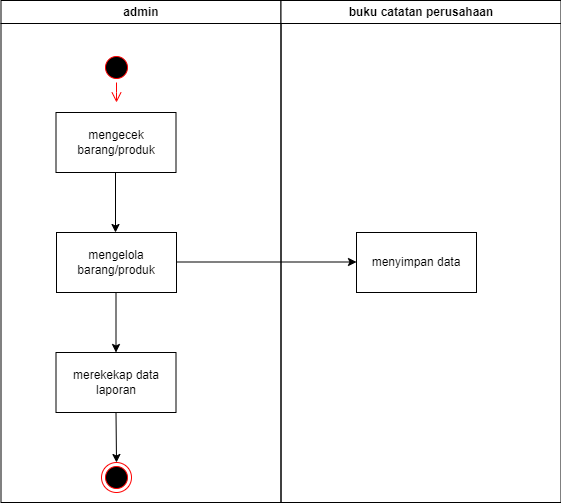 admin
buku catatan perusahaan
mengecek
barang/produk
mengelola
barang/produk
menyimpan data
merekekap data
laporan